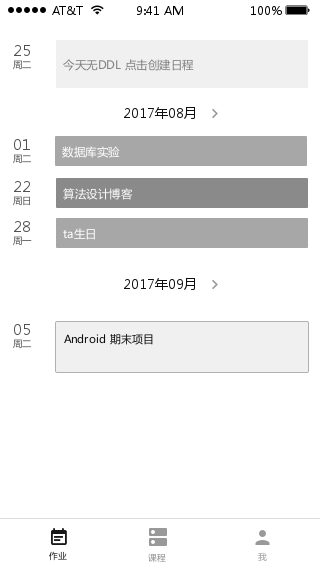 AT&T 9:41 AM 100%
25
周二
今天无DDL 点击创建日程
2017年08月
01
周二
数据库实验
22
周日
算法设计博客
28
周一
ta生日
2017年09月
05
周二
Android 期末项目
作业 课程 我